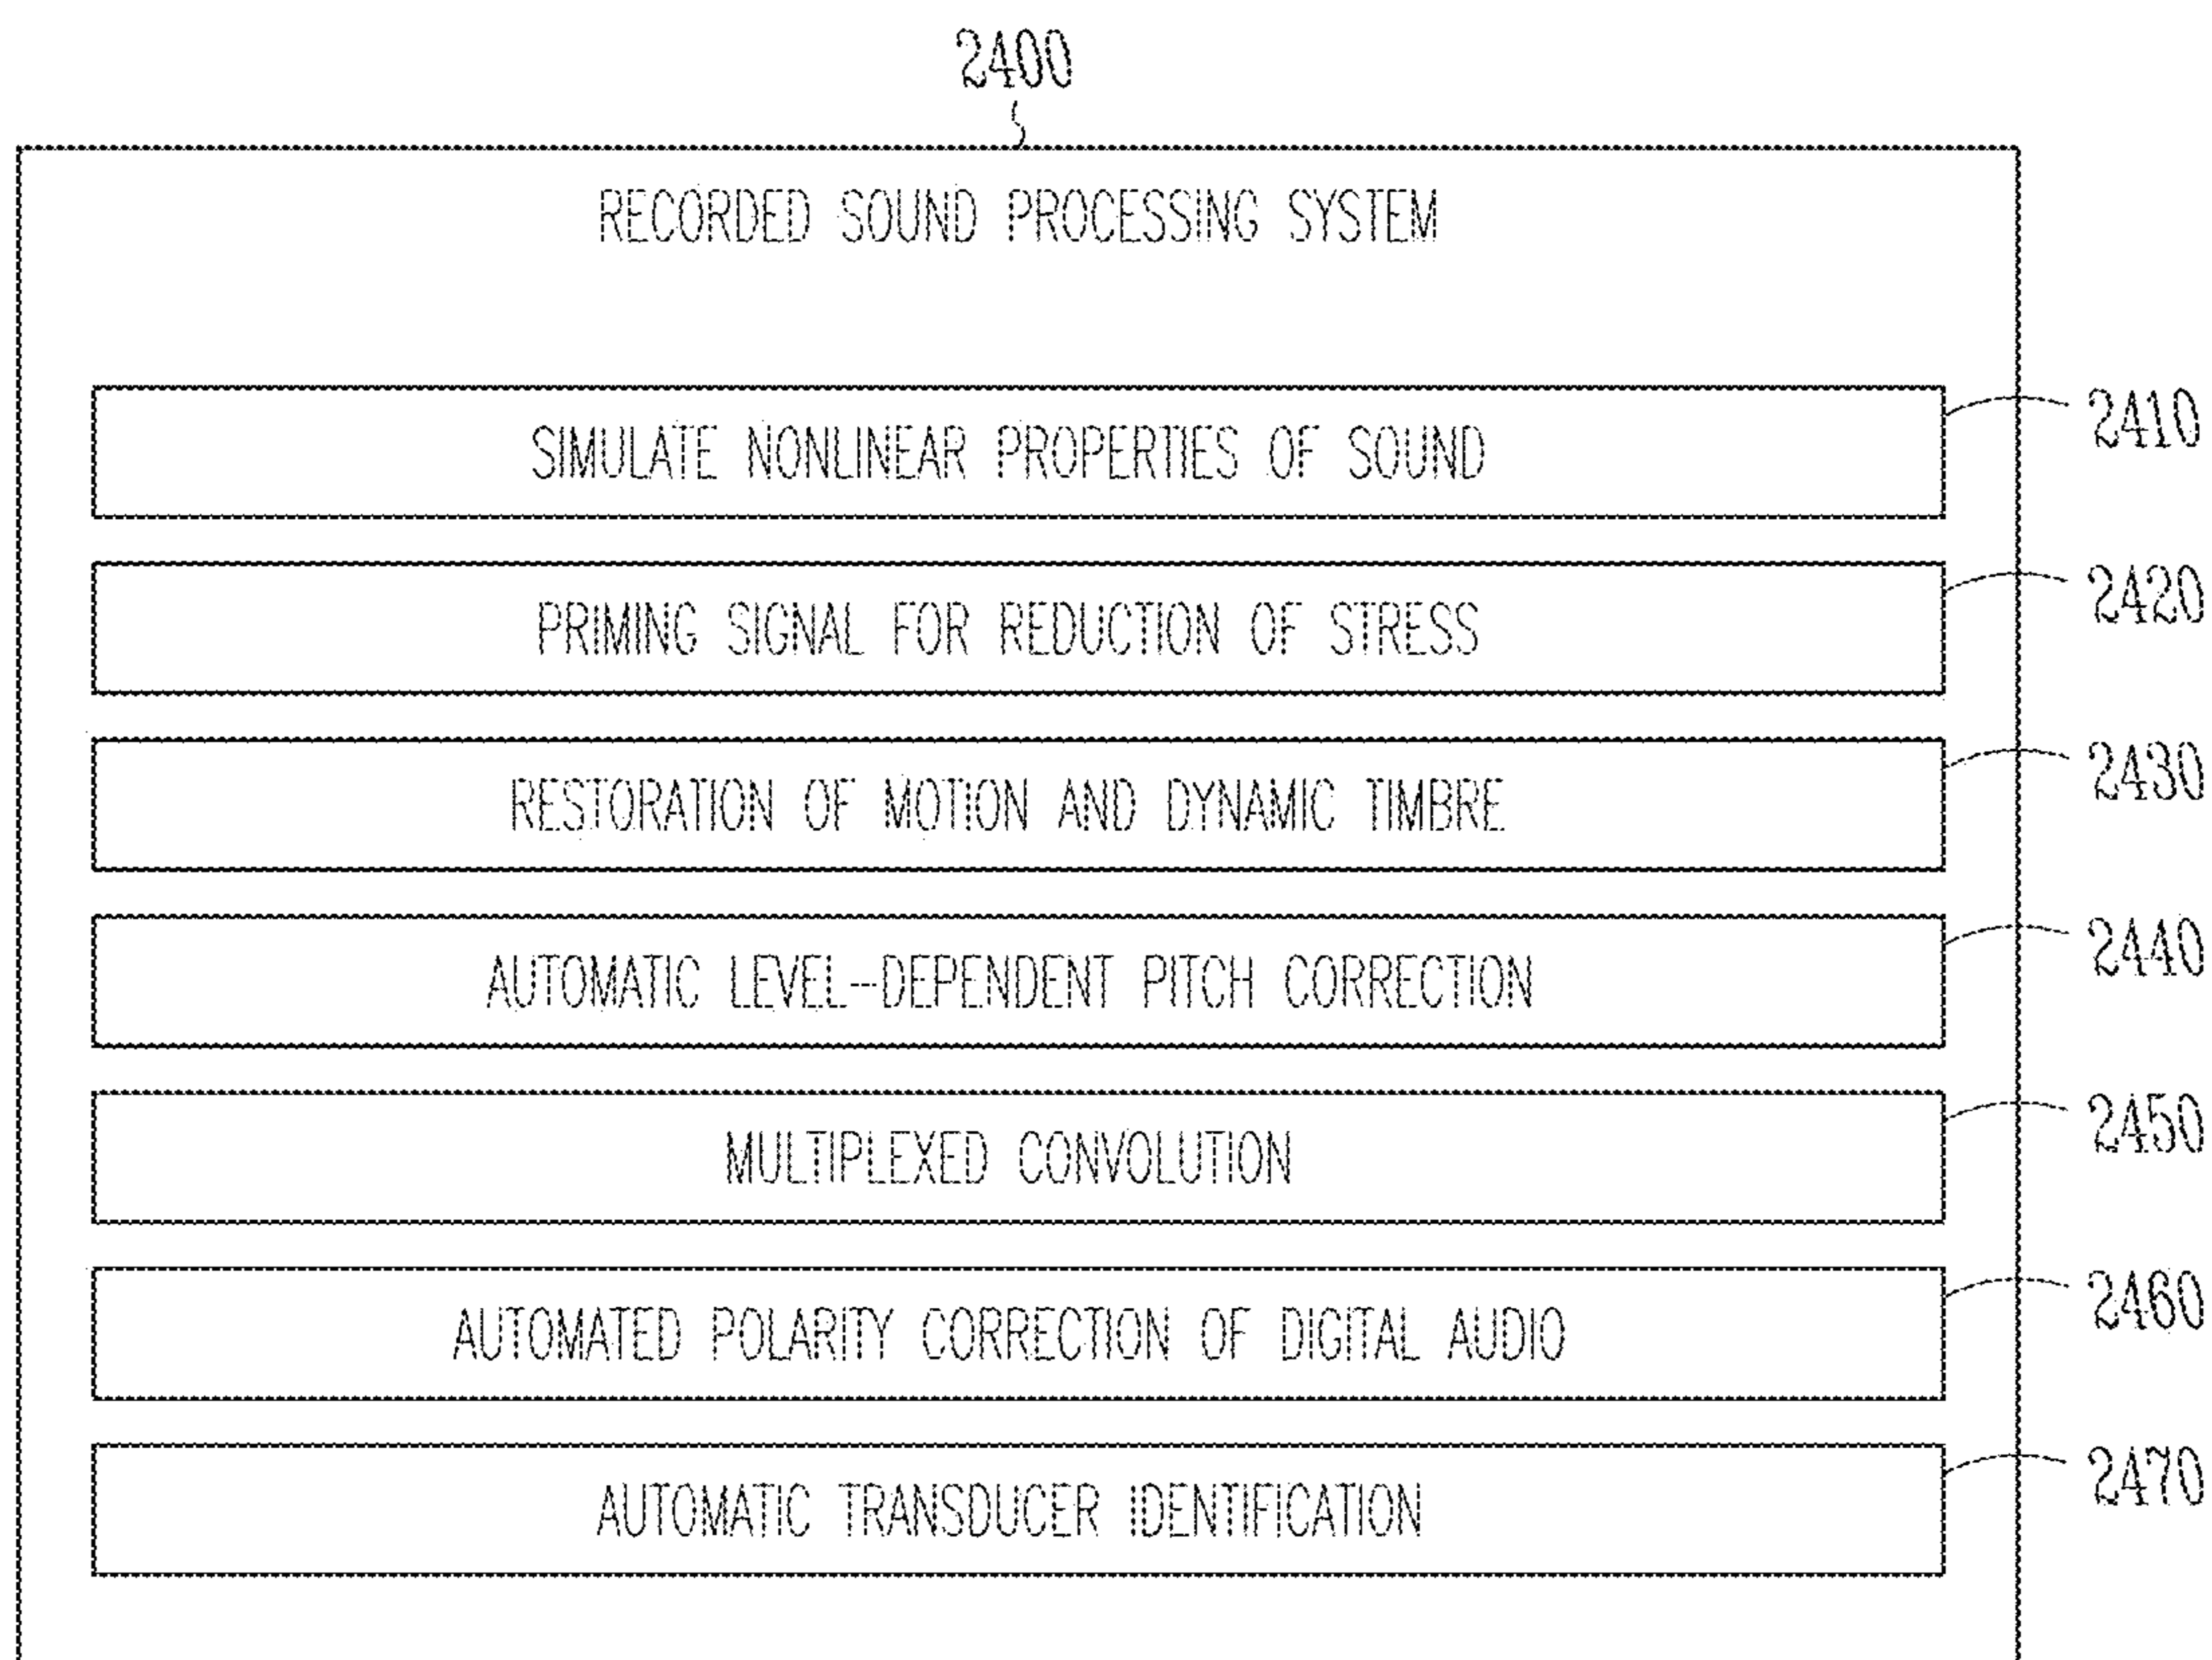 2400
RECORDED SOUND PROCESSING SYSTEM
SIMULATE NONLINEAR PROPERTIES OF SOUND
2410
PRIMING SIGNAL FOR REDUCTION OF STRESS
2420
RESTORATION OF MOTION AND DYNAMIC TIMBRE
2430
AUTOMATIC LEVEL-DEPENDENT PITCH CORRECTION
2440
MULTIPLEXED CONVOLUTION
2450
AUTOMATED POLARITY CORRECTION OF DIGITAL AUDIO
2460
AUTOMATIC TRANSDUCER IDENTIFICATION
2470